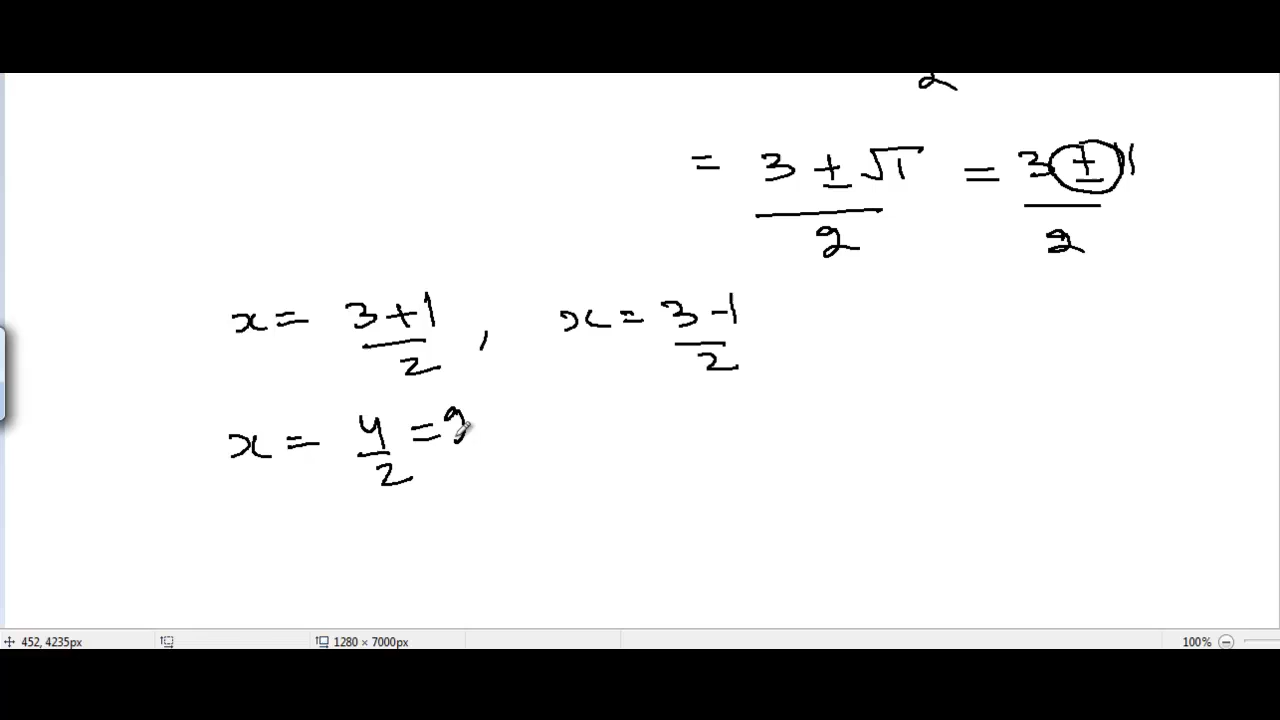 2
= 3 ± √1 / 2 = 3 ± 1 / 2
x = 3+1 / 2 , x = 3-1 / 2
x = 4 / 2 =
452, 4235px 1280 × 7000px 100%